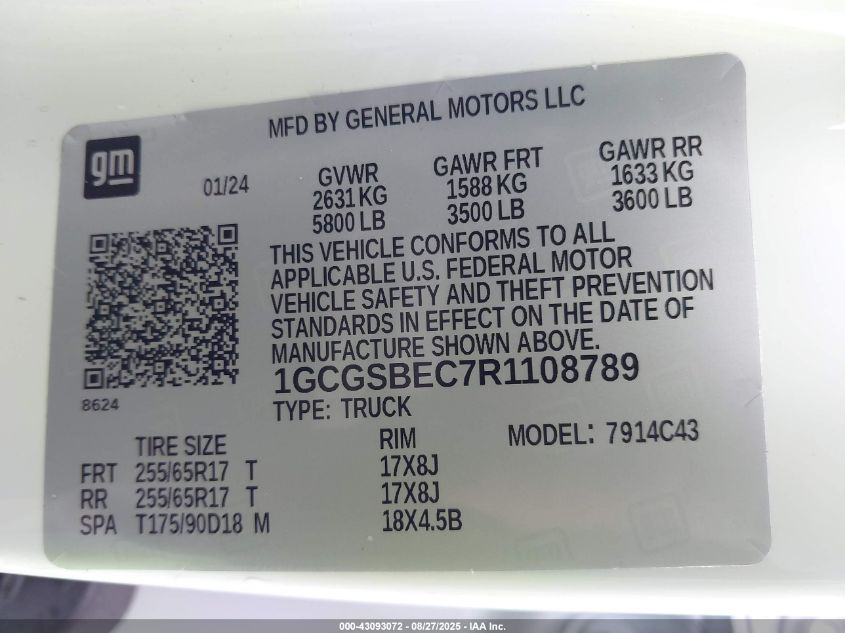 MFD BY GENERAL MOTORS LLC
gm
01/24
GVWR
2631 KG
5800 LB
GAWR FRT
1588 KG
3500 LB
GAWR RR
1633 KG
3600 LB
THIS VEHICLE CONFORMS TO ALL
APPLICABLE U.S. FEDERAL MOTOR
VEHICLE SAFETY AND THEFT PREVENTION
STANDARDS IN EFFECT ON THE DATE OF
MANUFACTURE SHOWN ABOVE.
1GCGSBEC7R1108789
8624
TYPE: TRUCK
TIRE SIZE RIM MODEL: 7914C43
FRT 255/65R17 T 17X8J
RR 255/65R17 T 17X8J
SPA T175/90D18 M 18X4.5B
000-43093072 - 08/27/2025 - IAA Inc.